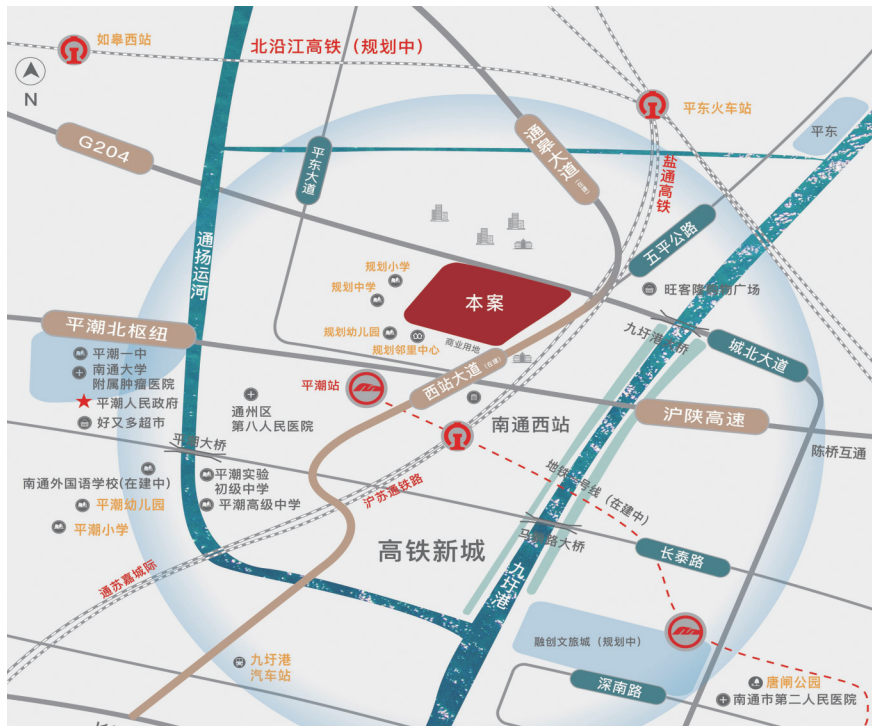 如皋西站
北沿江高铁（规划中）
N
平东火车站
平东
G204
平东大道
通皋大道
盐通高铁
通扬运河
五平公路
规划小学
规划中学
本案
旺客隆购物广场
平潮北枢纽
规划幼儿园
规划邻里中心
商业用地
九圩港大桥
城北大道
平潮一中
南通大学
附属肿瘤医院
平潮人民政府
好又多超市
通州区
第八人民医院
平潮站
西站大道(在建)
南通西站
沪陕高速
陈桥互通
平潮大桥
南通外国语学校(在建中)
平潮实验
初级中学
平潮高级中学
平潮幼儿园
平潮小学
沪苏通铁路
高铁新城
号线（在建中）
地铁
路大桥
长泰路
通苏嘉城际
九圩港
融创文旅城（规划中）
九圩港
汽车站
深南路
唐闸公园
南通市第二人民医院